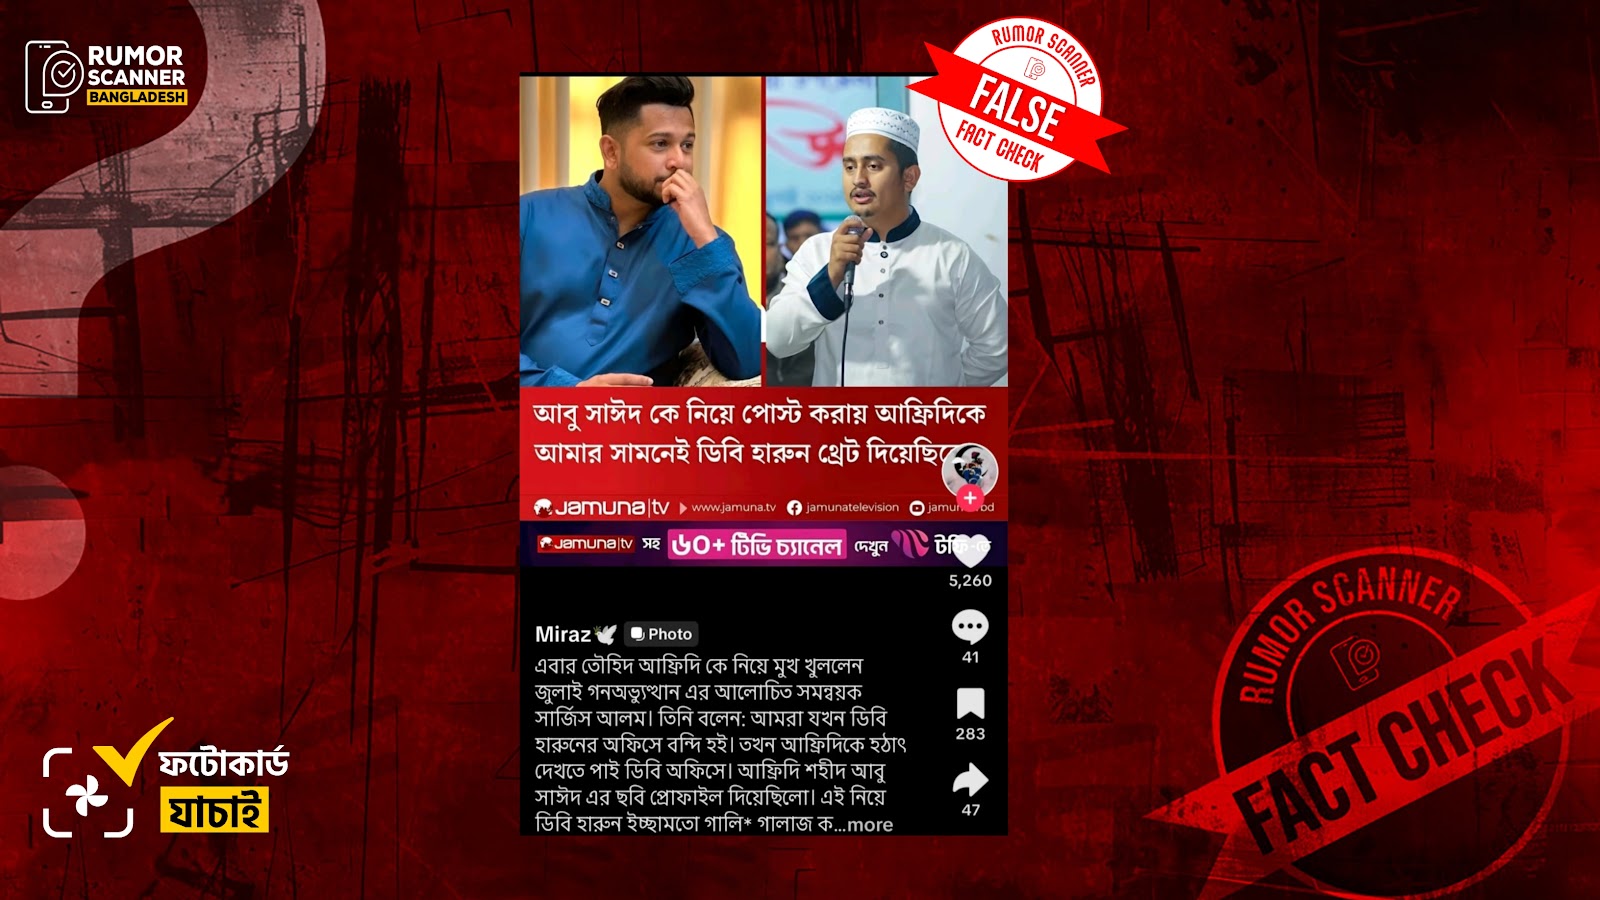 RUMOR
SCANNER
BANGLADESH
RUMOR SCANNER
FALSE
FACT CHECK
আবু সাঈদ কে নিয়ে পোস্ট করায় আফ্রিদিকে
আমার সামনেই ডিবি হারুন থ্রেট দিয়েছি
Jamuna|tv www.jamuna.tv jamunatelevision
Jamuna|tv সহ ৬০+ টিভি চ্যানেল দেখুন
5,260
Miraz🕊️ Photo
41
এবার তৌহিদ আফ্রিদি কে নিয়ে মুখ খুললেন
জুলাই গনঅভ্যুত্থান এর আলোচিত সমন্বয়ক
সার্জিস আলম। তিনি বলেন: আমরা যখন ডিবি
283
হারুনের অফিসে বন্দি হই। তখন আফ্রিদিকে হঠাৎ
দেখতে পাই ডিবি অফিসে। আফ্রিদি শহীদ আবু
সাঈদ এর ছবি প্রোফাইল দিয়েছিলো। এই নিয়ে
47
ডিবি হারুন ইচ্ছামতো গালি* গালাজ ক...more
ফটোকার্ড
যাচাই
RUMOR SCANNER
FACT CHECK